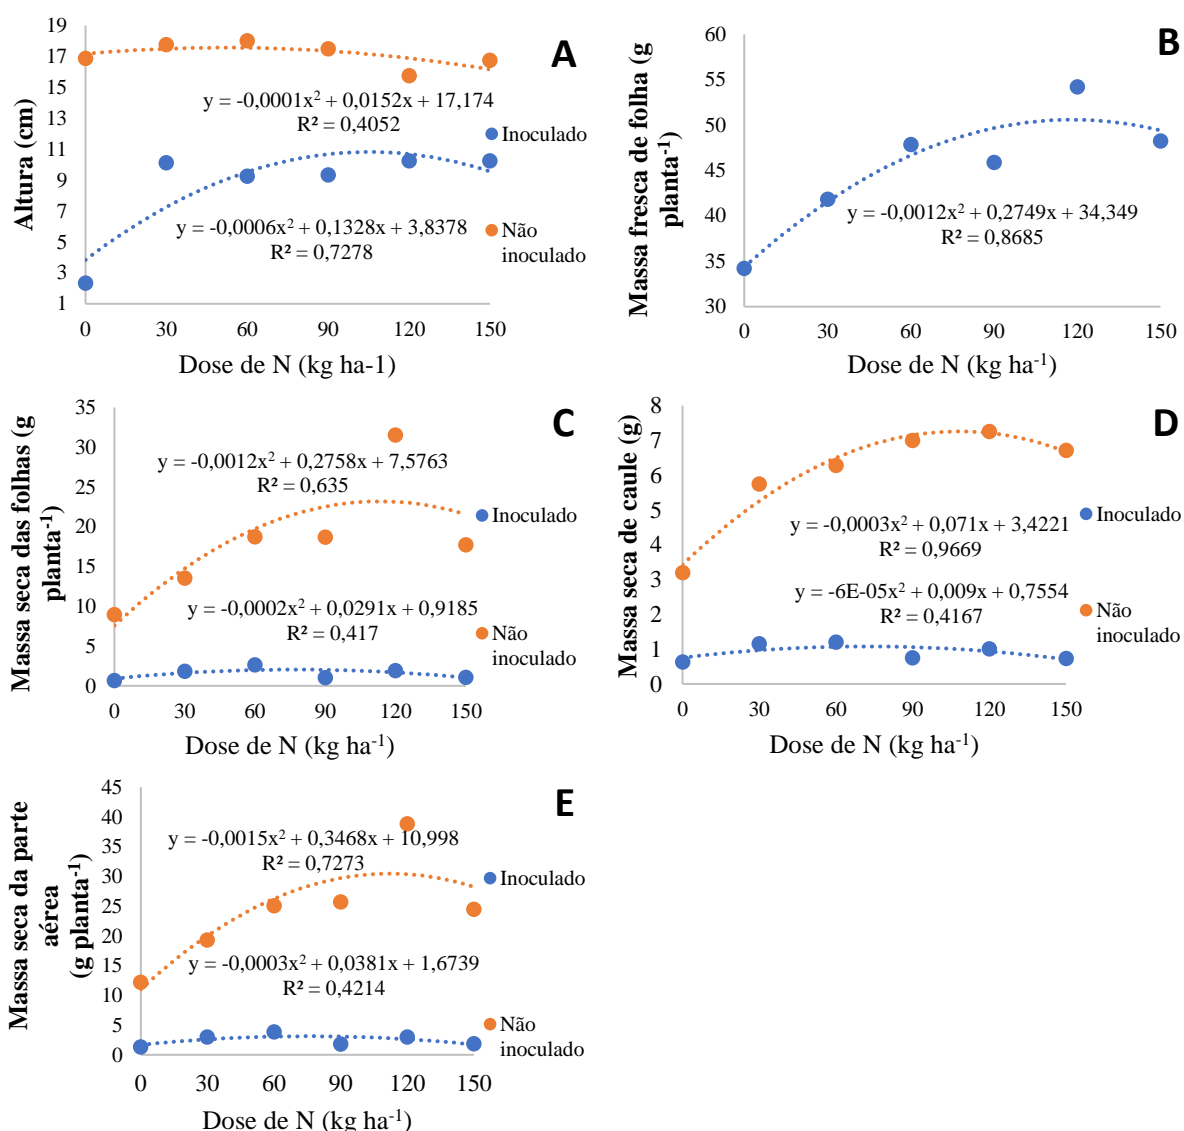 A
Altura (cm)
19
17
15
13
11
9
7
5
3
1
y = -0,0001x² + 0,0152x + 17,174
R² = 0,4052
Inoculado
y = -0,0006x² + 0,1328x + 3,8378
R² = 0,7278
Não
inoculado
0 30 60 90 120 150
Dose de N (kg ha-1)
B
Massa fresca de folha (g
planta⁻¹)
60
55
50
45
40
35
30
y = -0,0012x² + 0,2749x + 34,349
R² = 0,8685
0 30 60 90 120 150
Dose de N (kg ha⁻¹)
C
Massa seca das folhas (g
planta⁻¹)
35
30
25
20
15
10
5
0
y = -0,0012x² + 0,2758x + 7,5763
R² = 0,635
Inoculado
y = -0,0002x² + 0,0291x + 0,9185
R² = 0,417
Não
inoculado
0 30 60 90 120 150
Dose de N (kg ha⁻¹)
D
Massa seca de caule (g)
8
7
6
5
4
3
2
1
0
y = -0,0003x² + 0,071x + 3,4221
R² = 0,9669
Inoculado
y = -6E-05x² + 0,009x + 0,7554
R² = 0,4167
Não
inoculado
0 30 60 90 120 150
Dose de N (kg ha⁻¹)
E
Massa seca da parte
aérea
(g planta⁻¹)
45
40
35
30
25
20
15
10
5
0
y = -0,0015x² + 0,3468x + 10,998
R² = 0,7273
Inoculado
y = -0,0003x² + 0,0381x + 1,6739
R² = 0,4214
Não
inoculado
0 30 60 90 120 150
Dose de N (kg ha⁻¹)